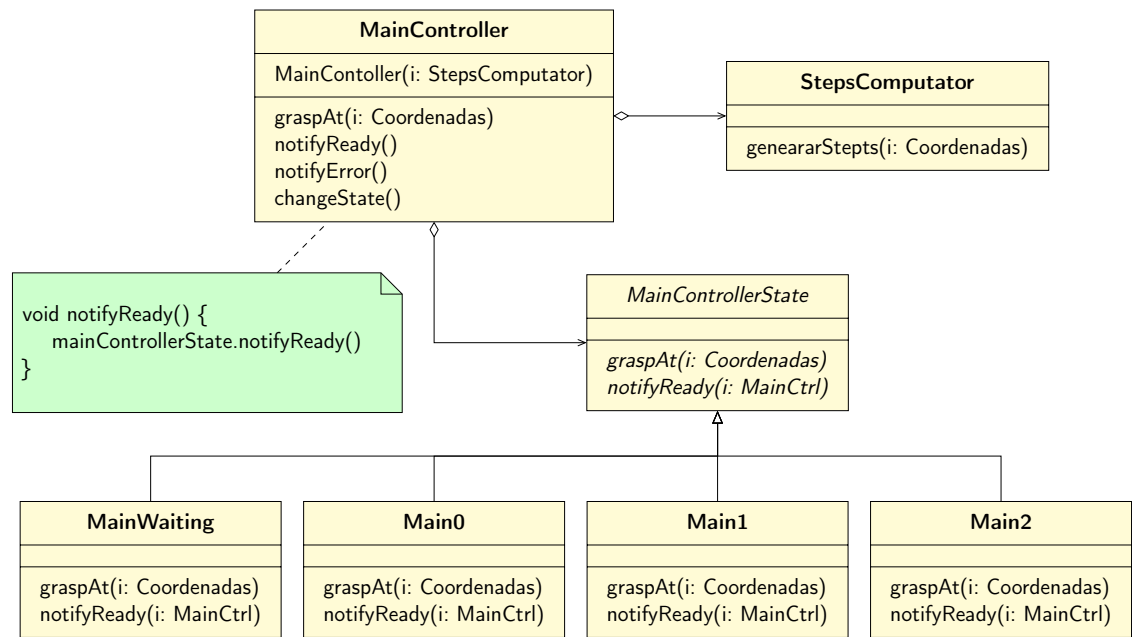 MainController
MainContoller(i: StepsComputator)
graspAt(i: Coordenadas)
notifyReady()
notifyError()
changeState()
StepsComputator
geneararStepts(i: Coordenadas)
void notifyReady() {
mainControllerState.notifyReady()
}
MainControllerState
graspAt(i: Coordenadas)
notifyReady(i: MainCtrl)
MainWaiting
graspAt(i: Coordenadas)
notifyReady(i: MainCtrl)
Main0
graspAt(i: Coordenadas)
notifyReady(i: MainCtrl)
Main1
graspAt(i: Coordenadas)
notifyReady(i: MainCtrl)
Main2
graspAt(i: Coordenadas)
notifyReady(i: MainCtrl)